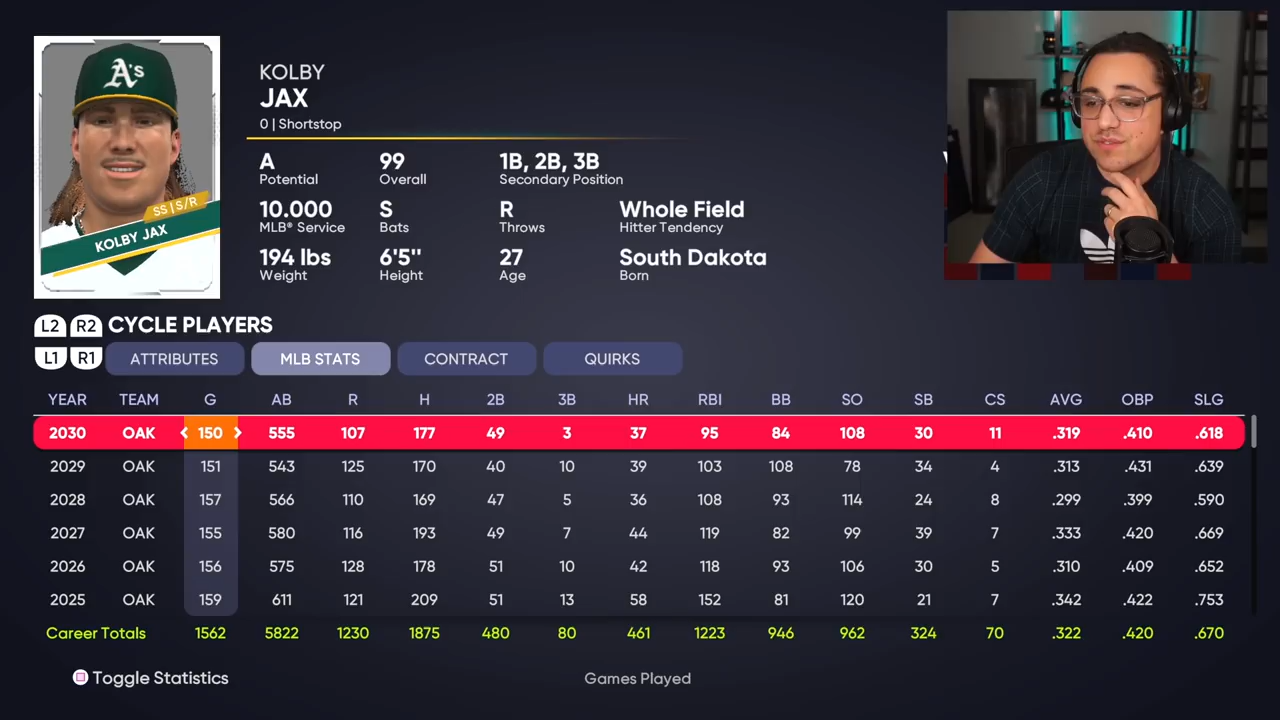 A's
SS | S/R
KOLBY JAX
KOLBY
JAX
0 | Shortstop
A 99 1B, 2B, 3B
Potential Overall Secondary Position
10.000 S R Whole Field
MLB® Service Bats Throws Hitter Tendency
194 lbs 6'5" 27 South Dakota
Weight Height Age Born
L2 R2 CYCLE PLAYERS
L1 R1 ATTRIBUTES MLB STATS CONTRACT QUIRKS
YEAR TEAM G AB R H 2B 3B HR RBI BB SO SB CS AVG OBP SLG
2030 OAK 150 555 107 177 49 3 37 95 84 108 30 11 .319 .410 .618
2029 OAK 151 543 125 170 40 10 39 103 108 78 34 4 .313 .431 .639
2028 OAK 157 566 110 169 47 5 36 108 93 114 24 8 .299 .399 .590
2027 OAK 155 580 116 193 49 7 44 119 82 99 39 7 .333 .420 .669
2026 OAK 156 575 128 178 51 10 42 118 93 106 30 5 .310 .409 .652
2025 OAK 159 611 121 209 51 13 58 152 81 120 21 7 .342 .422 .753
Career Totals 1562 5822 1230 1875 480 80 461 1223 946 962 324 70 .322 .420 .670
Toggle Statistics Games Played